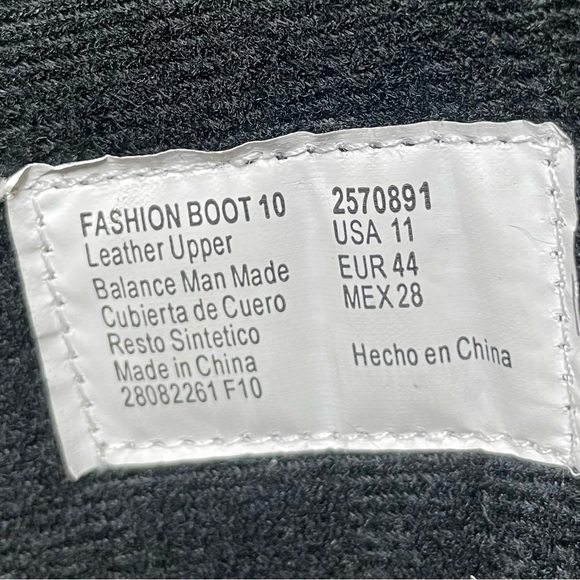 FASHION BOOT 10
Leather Upper
Balance Man Made
Cubierta de Cuero
Resto Sintetico
Made in China
28082261 F10
2570891
USA 11
EUR 44
MEX 28
Hecho en China